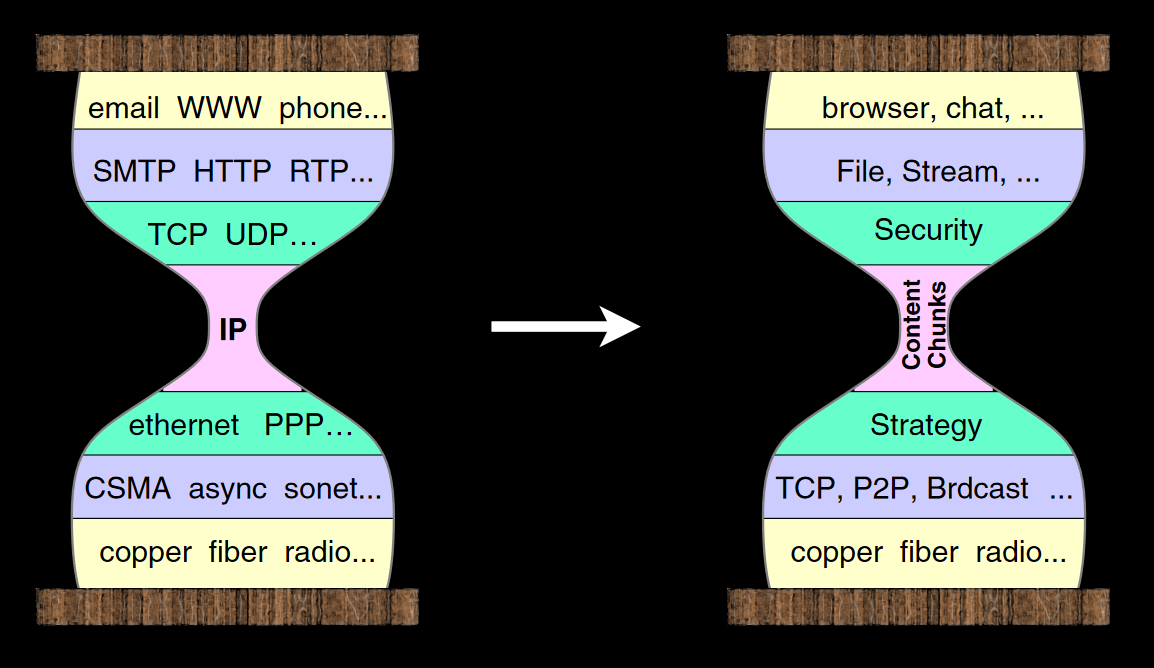 email WWW phone...
SMTP HTTP RTP...
TCP UDP…
IP
ethernet PPP…
CSMA async sonet...
copper fiber radio...
browser, chat, ...
File, Stream, ...
Security
Content
Chunks
Strategy
TCP, P2P, Brdcast ...
copper fiber radio...